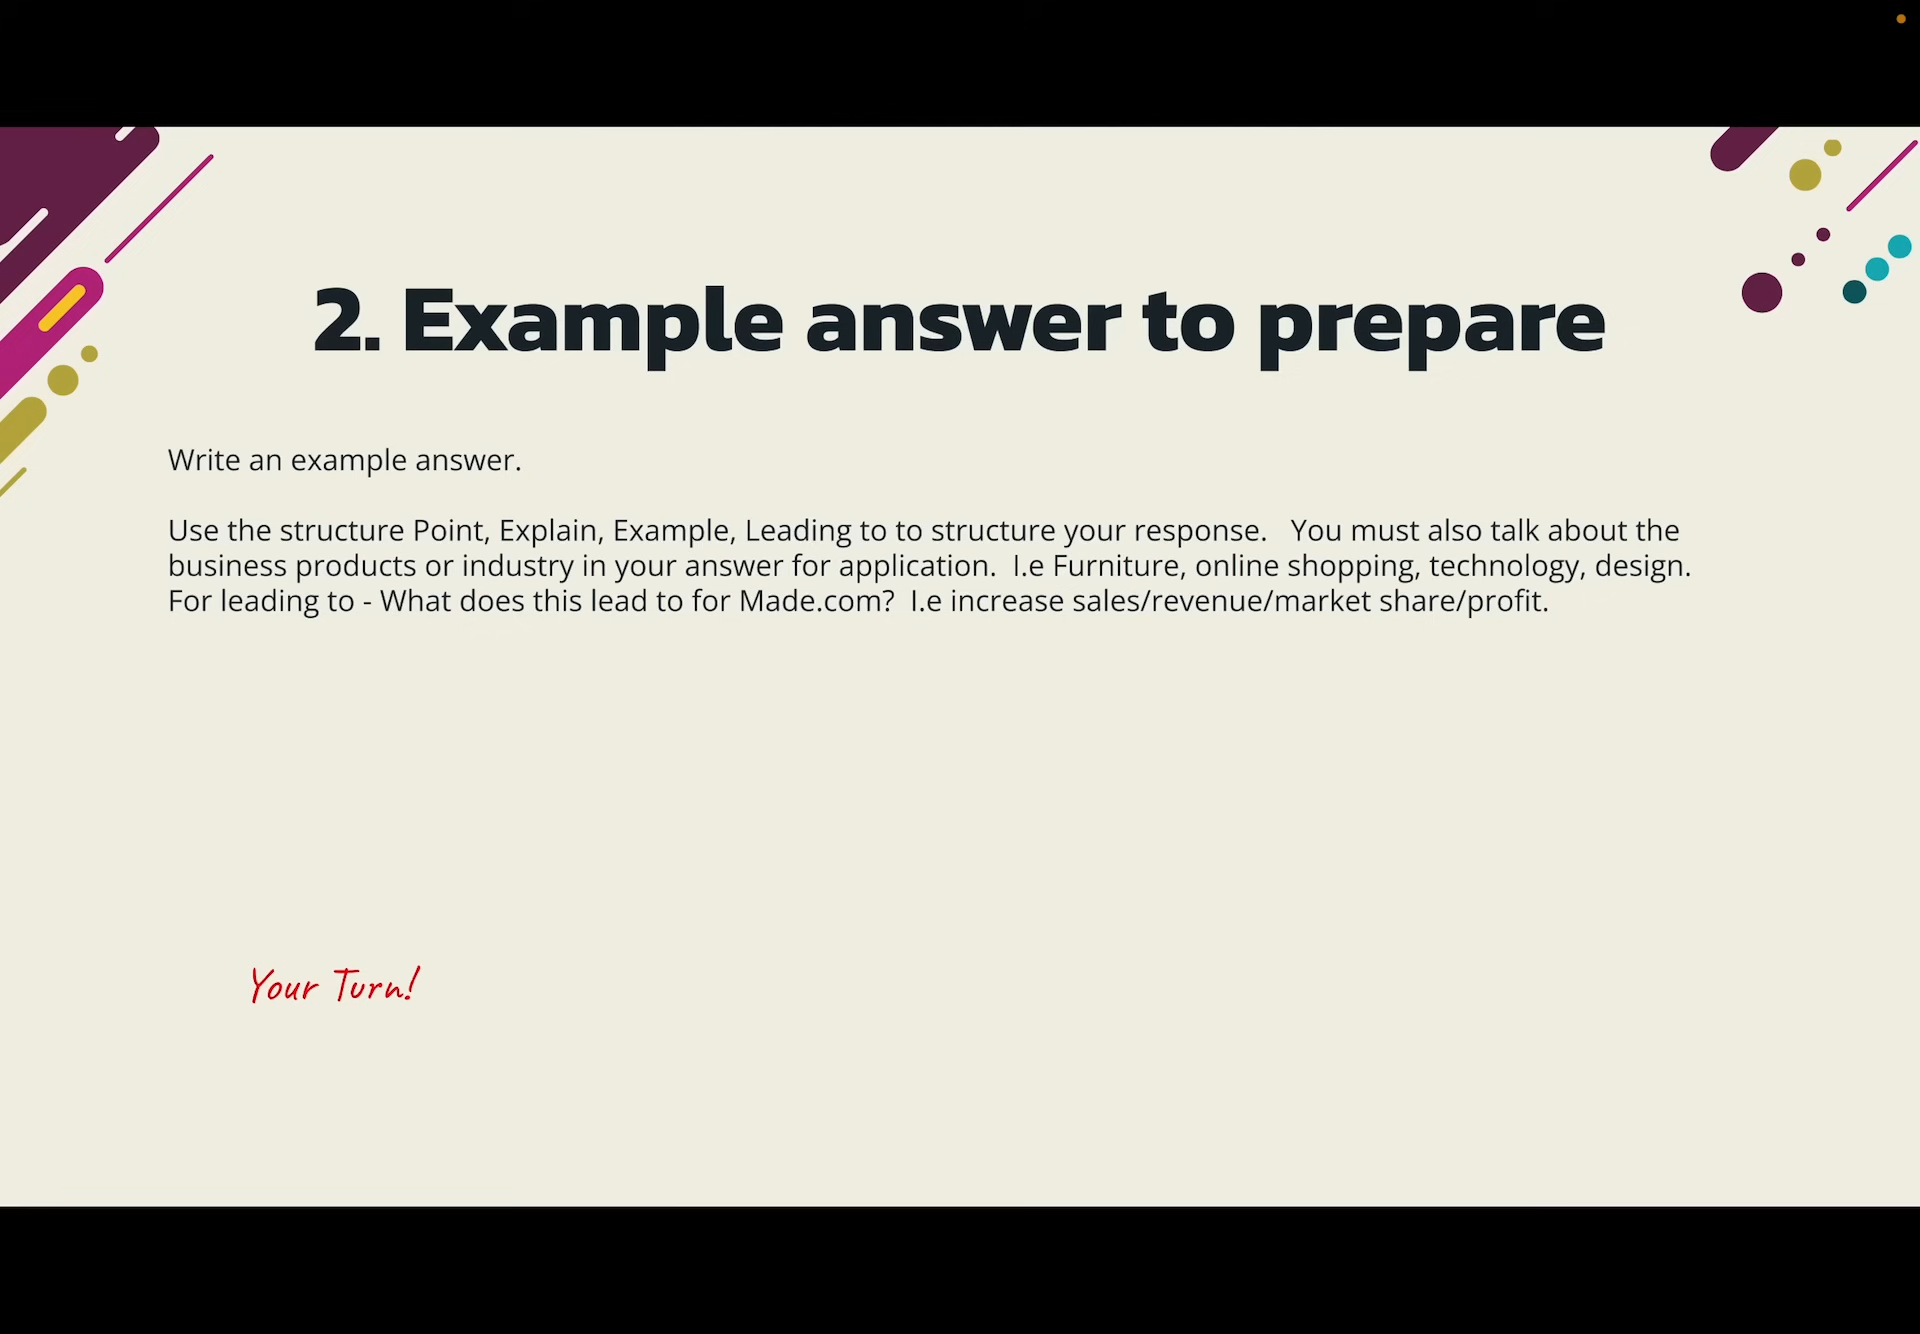 2. Example answer to prepare
Write an example answer.
Use the structure Point, Explain, Example, Leading to to structure your response. You must also talk about the
business products or industry in your answer for application. I.e Furniture, online shopping, technology, design.
For leading to - What does this lead to for Made.com? I.e increase sales/revenue/market share/profit.
Your Turn!